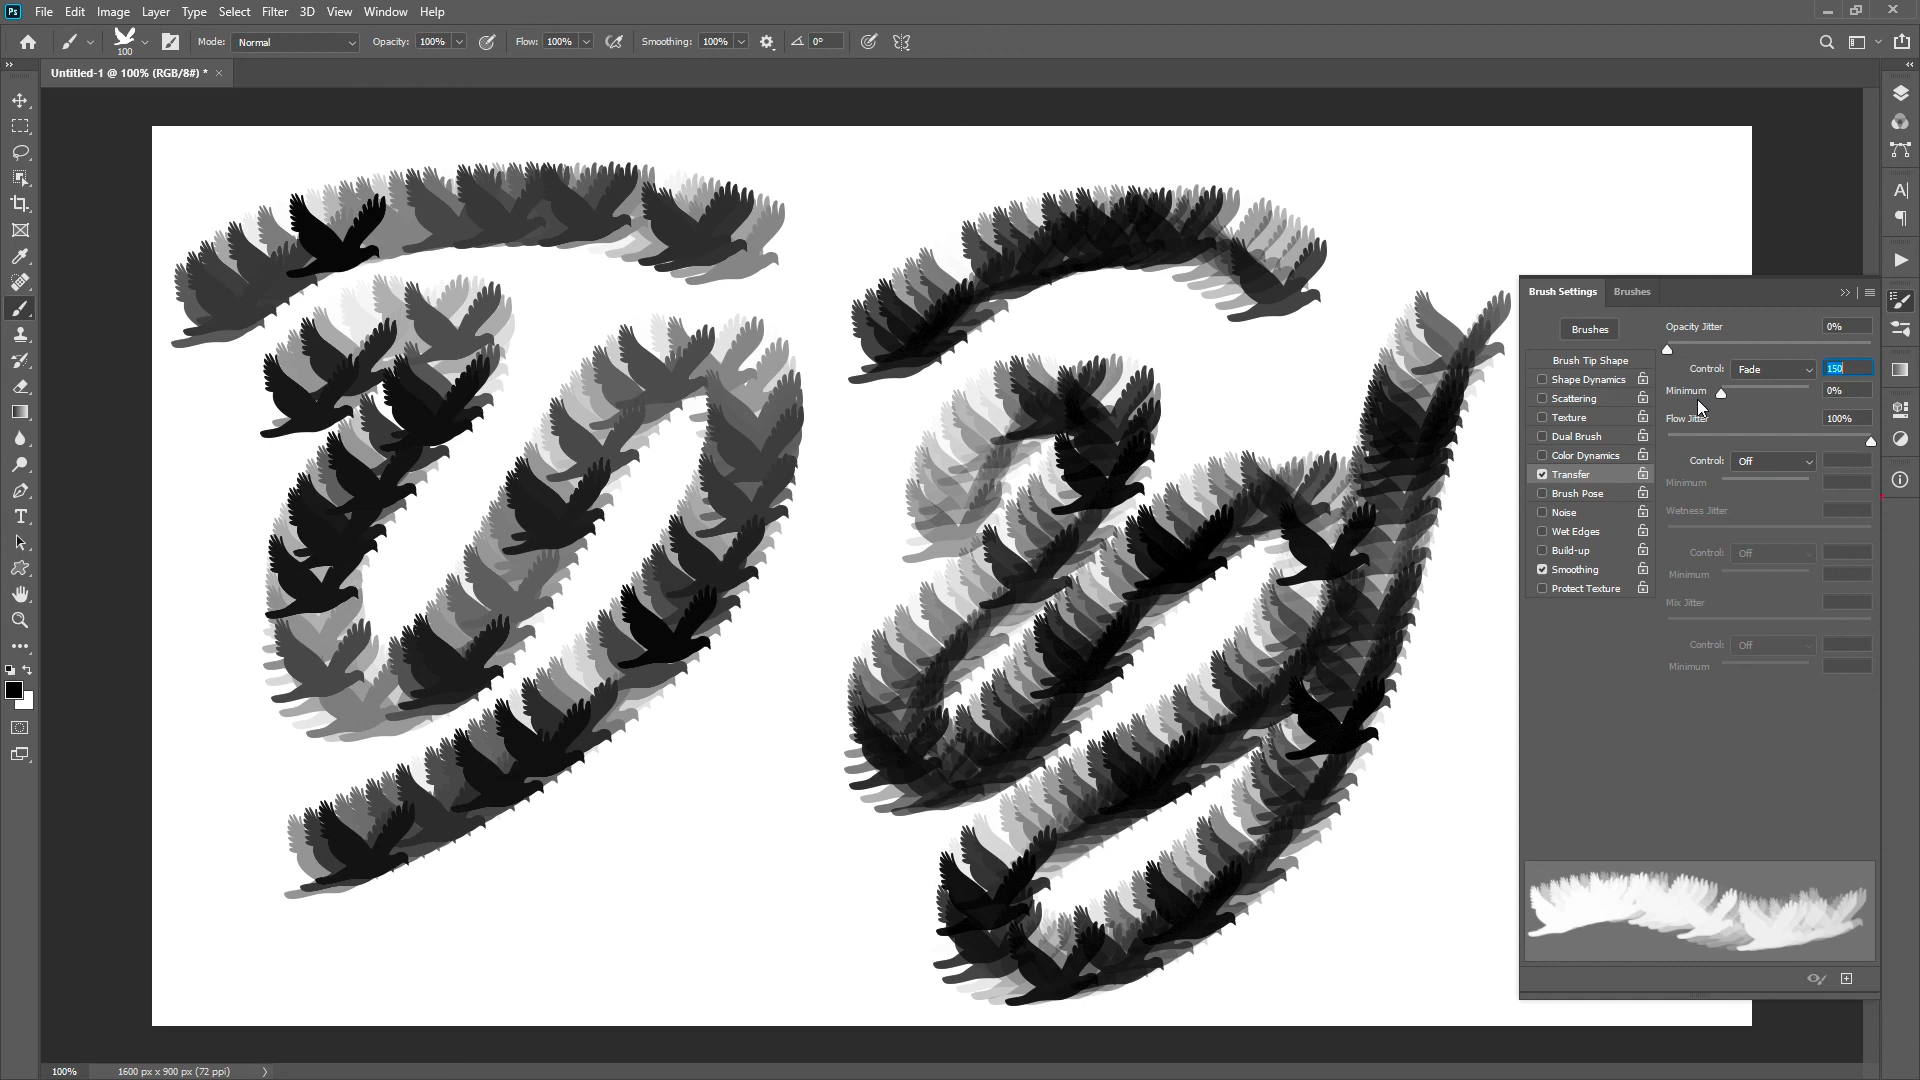 Ps File Edit Image Layer Type Select Filter 3D View Window Help
100 Mode: Normal Opacity: 100% Flow: 100% Smoothing: 100% 0°
Untitled-1 @ 100% (RGB/8#) * ×
Brush Settings Brushes
Brushes
Brush Tip Shape
Shape Dynamics
Scattering
Texture
Dual Brush
Color Dynamics
Transfer
Brush Pose
Noise
Wet Edges
Build-up
Smoothing
Protect Texture
Opacity Jitter 0%
Control: Fade 150
Minimum 0%
Flow Jitter 100%
Control: Off
Minimum
Wetness Jitter
Control: Off
Minimum
Mix Jitter
Control: Off
Minimum
100% 1600 px x 900 px (72 ppi)